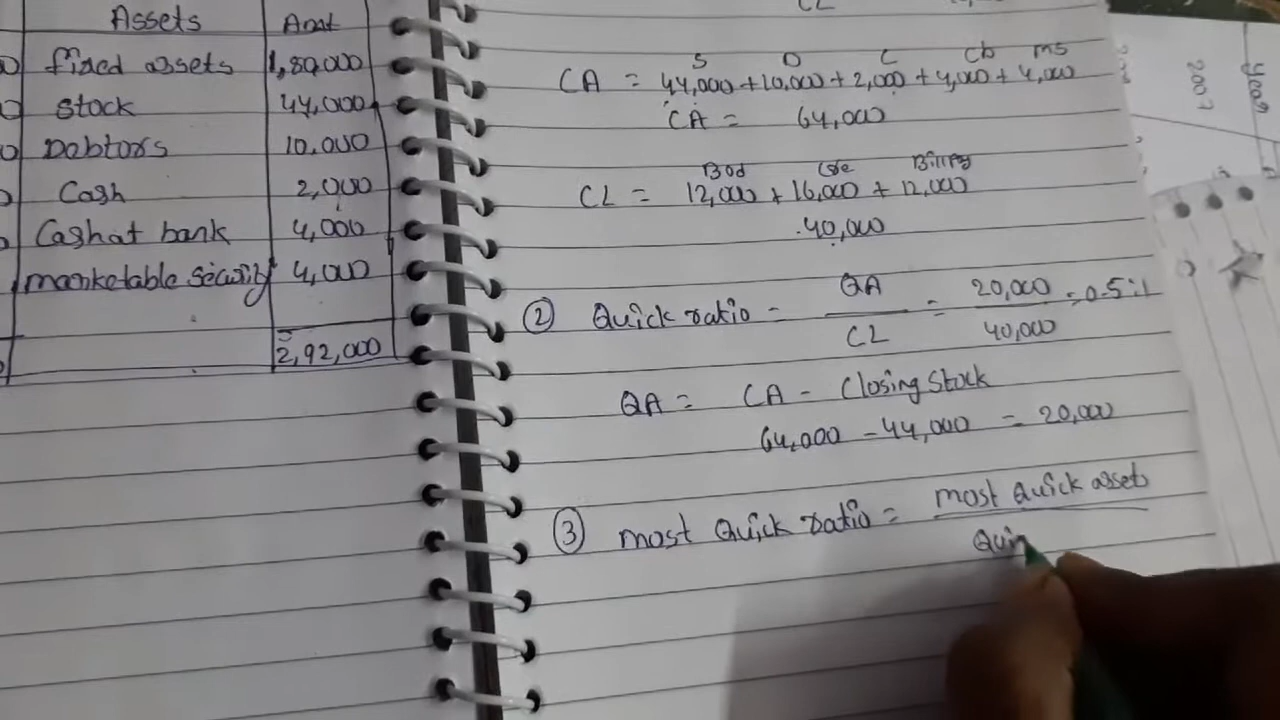 Assets Amt
fixed assets 1,80,000
Stock 44,000
Debtors 10,000
Cash 2,000
Cash at bank 4,000
marketable Security 4,000
2,92,000
CL
S D C Cb ms
CA = 44,000 + 10,000 + 2,000 + 4,000 + 4,000
CA = 64,000
Bod
CL = 12,000 + 16,000 + 12,000
40,000
② Quick ratio = QA / CL = 20,000 / 40,000 = 0.5:1
QA = CA - Closing Stock
64,000 - 44,000 = 20,000
③ most Quick ratio = most Quick assets
Qui
2007